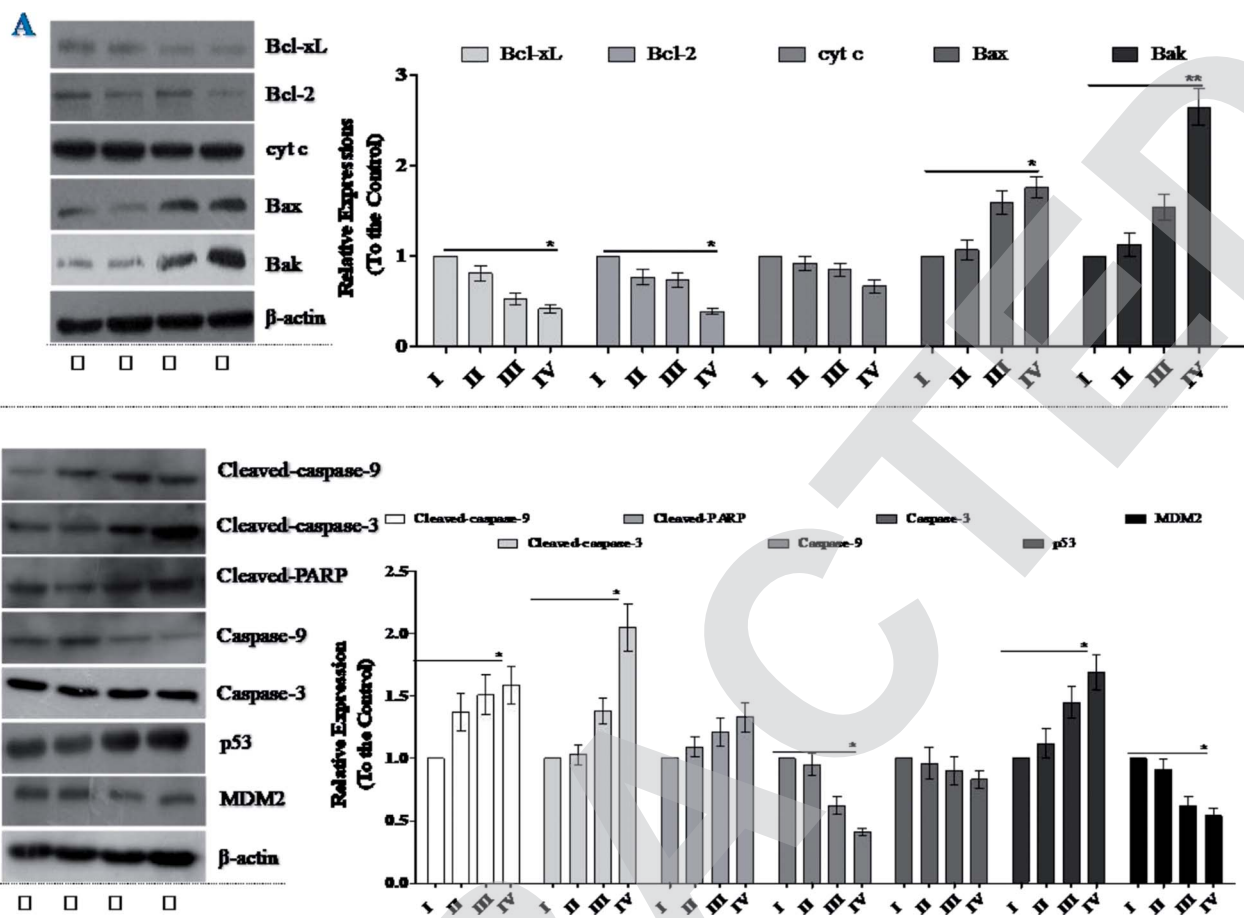 A
Bcl-xL
Bcl-2
cyt c
Bax
Bak
β-actin
Bcl-xL Bcl-2 cyt c Bax Bak
Relative Expressions
(To the Control)
3
2
1
0
* * * **
I II III IV I II III IV I II III IV I II III IV I II III IV
Cleaved-caspase-9
Cleaved-caspase-3
Cleaved-PARP
Caspase-9
Caspase-3
p53
MDM2
β-actin
Cleaved-caspase-9 Cleaved-PARP Caspase-3 MDM2
Cleaved-caspase-3 Caspase-9 p53
Relative Expression
(To the Control)
2.5
2.0
1.5
1.0
0.5
0.0
* * * * *
I II III IV I II III IV I II III IV I II III IV I II III IV I II III IV I II III IV